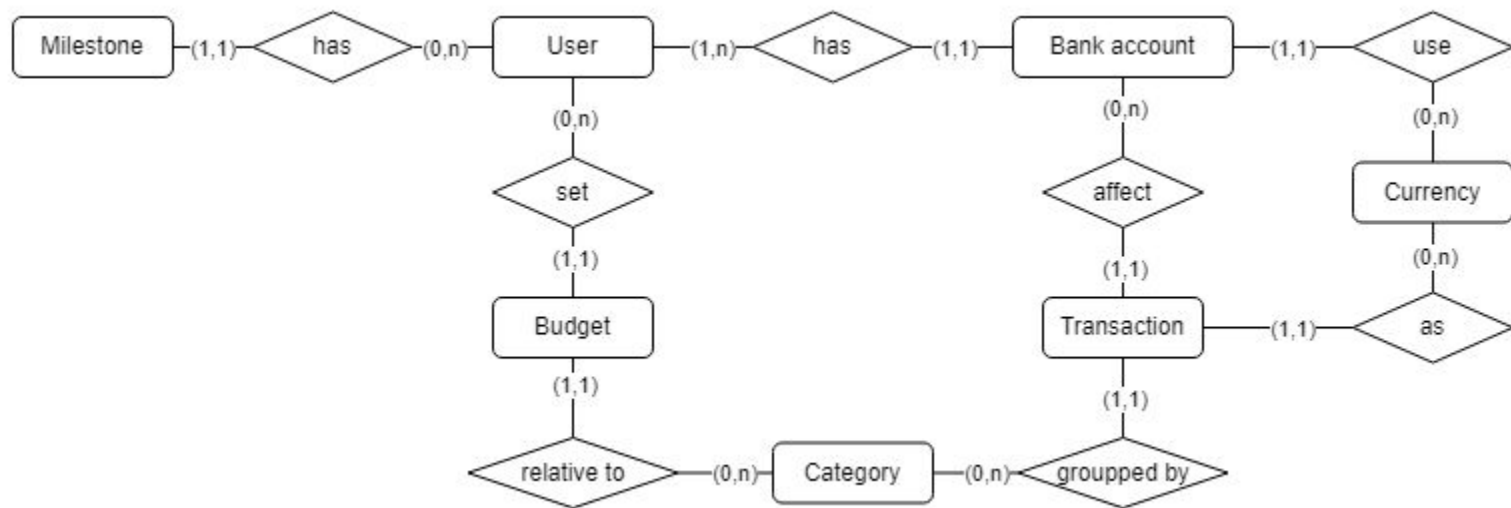 Milestone (1,1) has (0,n) User (1,n) has (1,1) Bank account (1,1) use
(0,n) (0,n) (0,n)
set affect Currency
(1,1) (1,1) (0,n)
Budget Transaction (1,1) as
(1,1) (1,1)
relative to (0,n) Category (0,n) groupped by